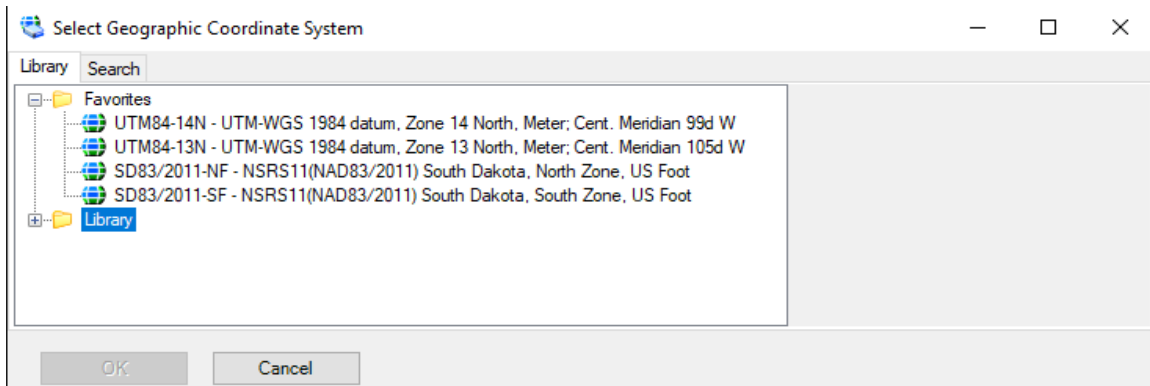 Select Geographic Coordinate System
Library Search
Favorites
UTM84-14N - UTM-WGS 1984 datum, Zone 14 North, Meter; Cent. Meridian 99d W
UTM84-13N - UTM-WGS 1984 datum, Zone 13 North, Meter; Cent. Meridian 105d W
SD83/2011-NF - NSRS11(NAD83/2011) South Dakota, North Zone, US Foot
SD83/2011-SF - NSRS11(NAD83/2011) South Dakota, South Zone, US Foot
Library
OK Cancel